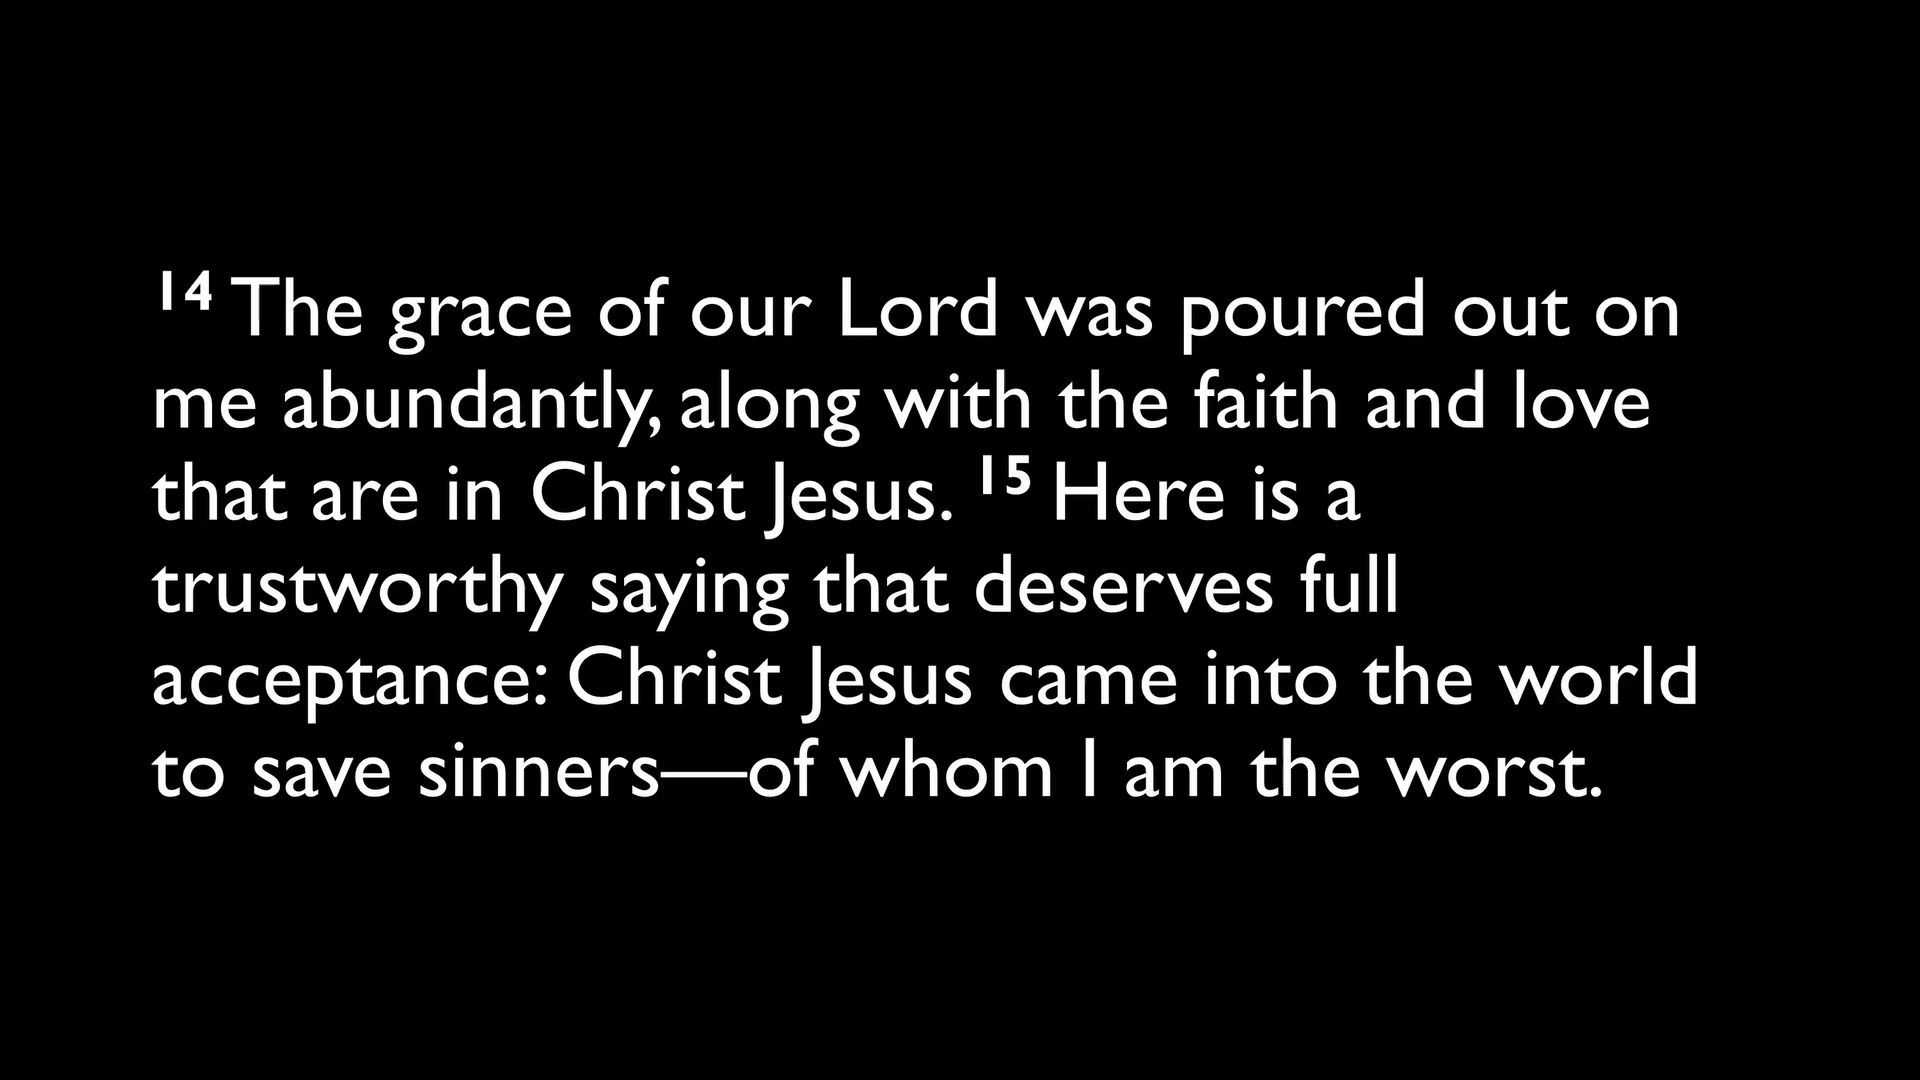 14 The grace of our Lord was poured out on
me abundantly, along with the faith and love
that are in Christ Jesus. 15 Here is a
trustworthy saying that deserves full
acceptance: Christ Jesus came into the world
to save sinners—of whom I am the worst.